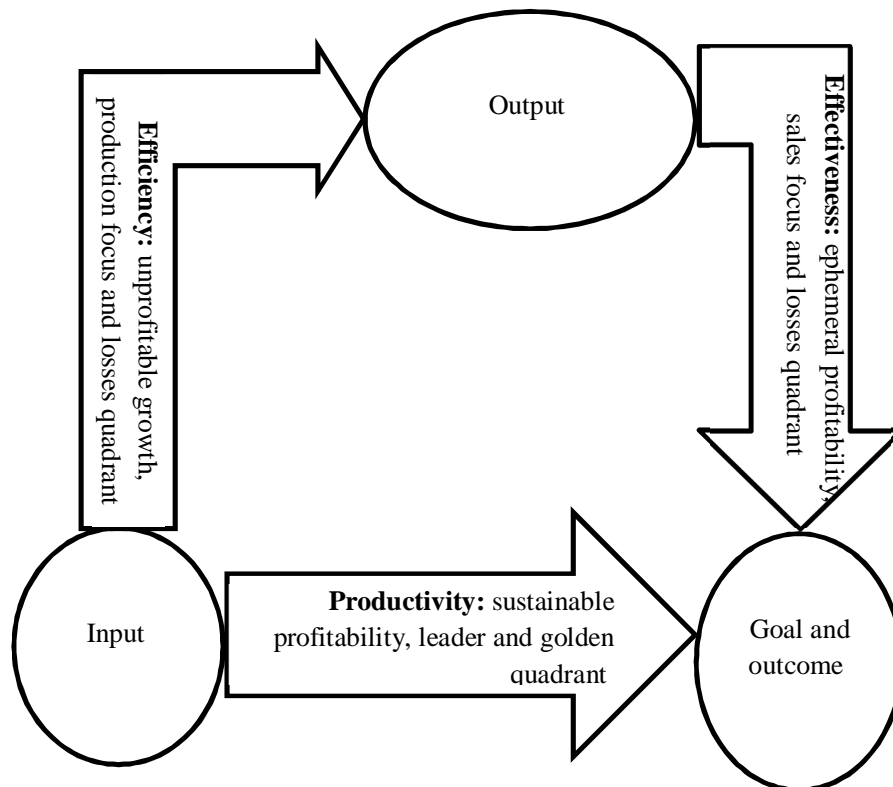 Output
Efficiency: unprofitable growth,
production focus and losses quadrant
Effectiveness: ephemeral profitability,
sales focus and losses quadrant
Input
Productivity: sustainable
profitability, leader and golden
quadrant
Goal and
outcome